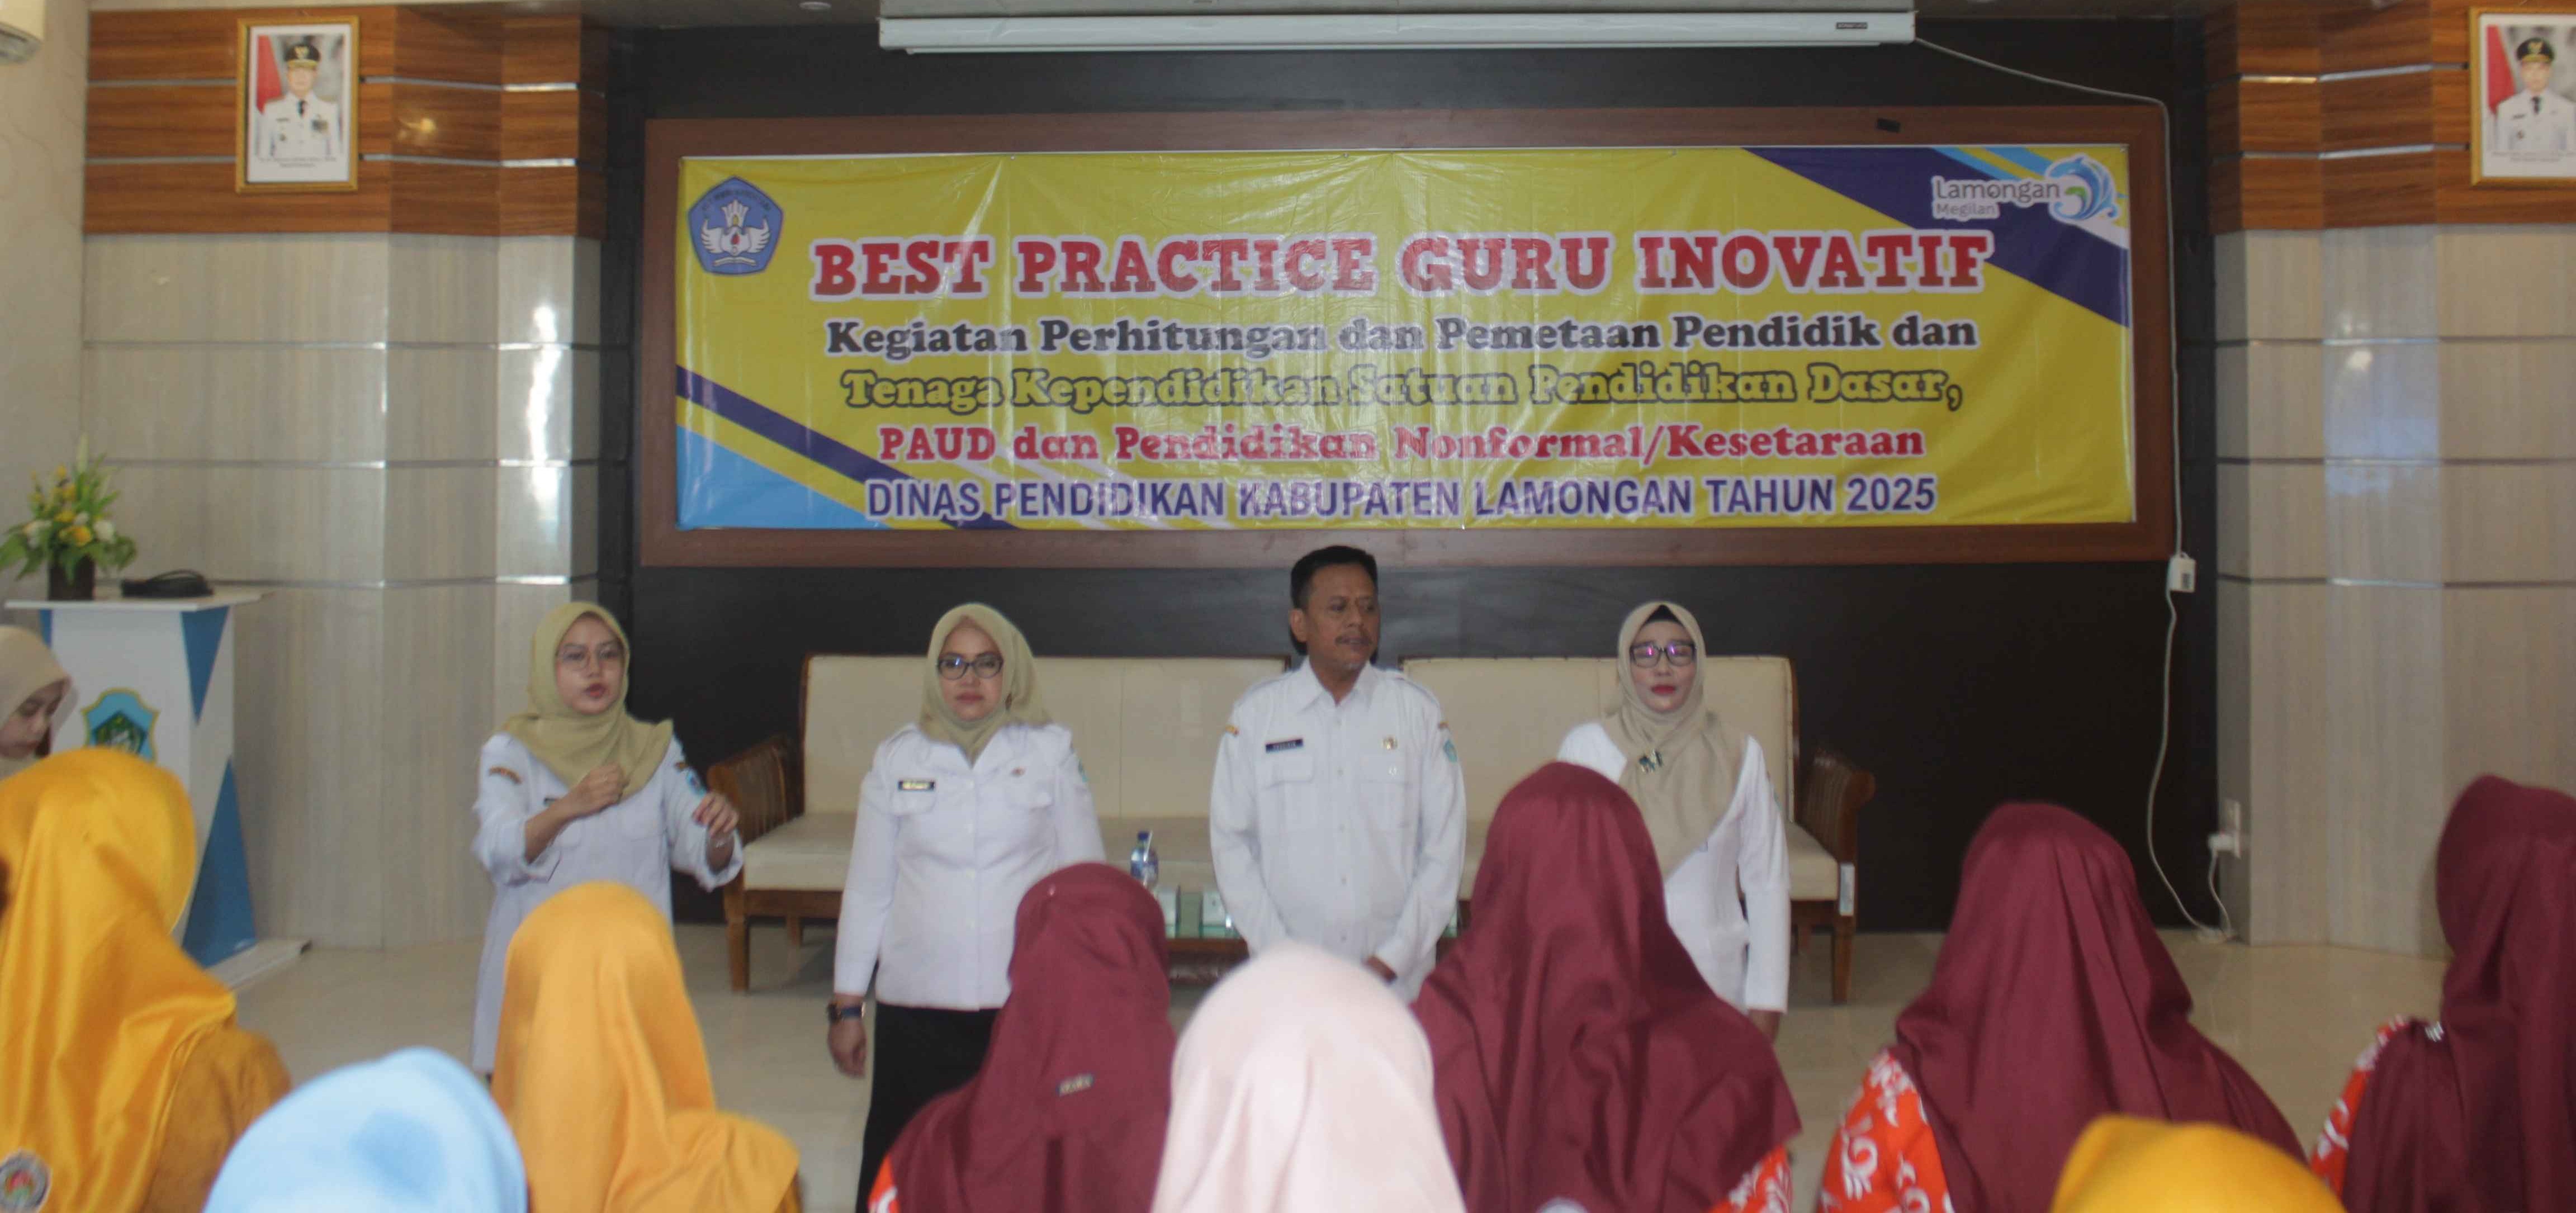 Lamongan
Megilan
BEST PRACTICE GURU INOVATIF
Kegiatan Perhitungan dan Pemetaan Pendidik dan
Tenaga Kependidikan Satuan Pendidikan Dasar,
PAUD dan Pendidikan Nonformal/Kesetaraan
DINAS PENDIDIKAN KABUPATEN LAMONGAN TAHUN 2025